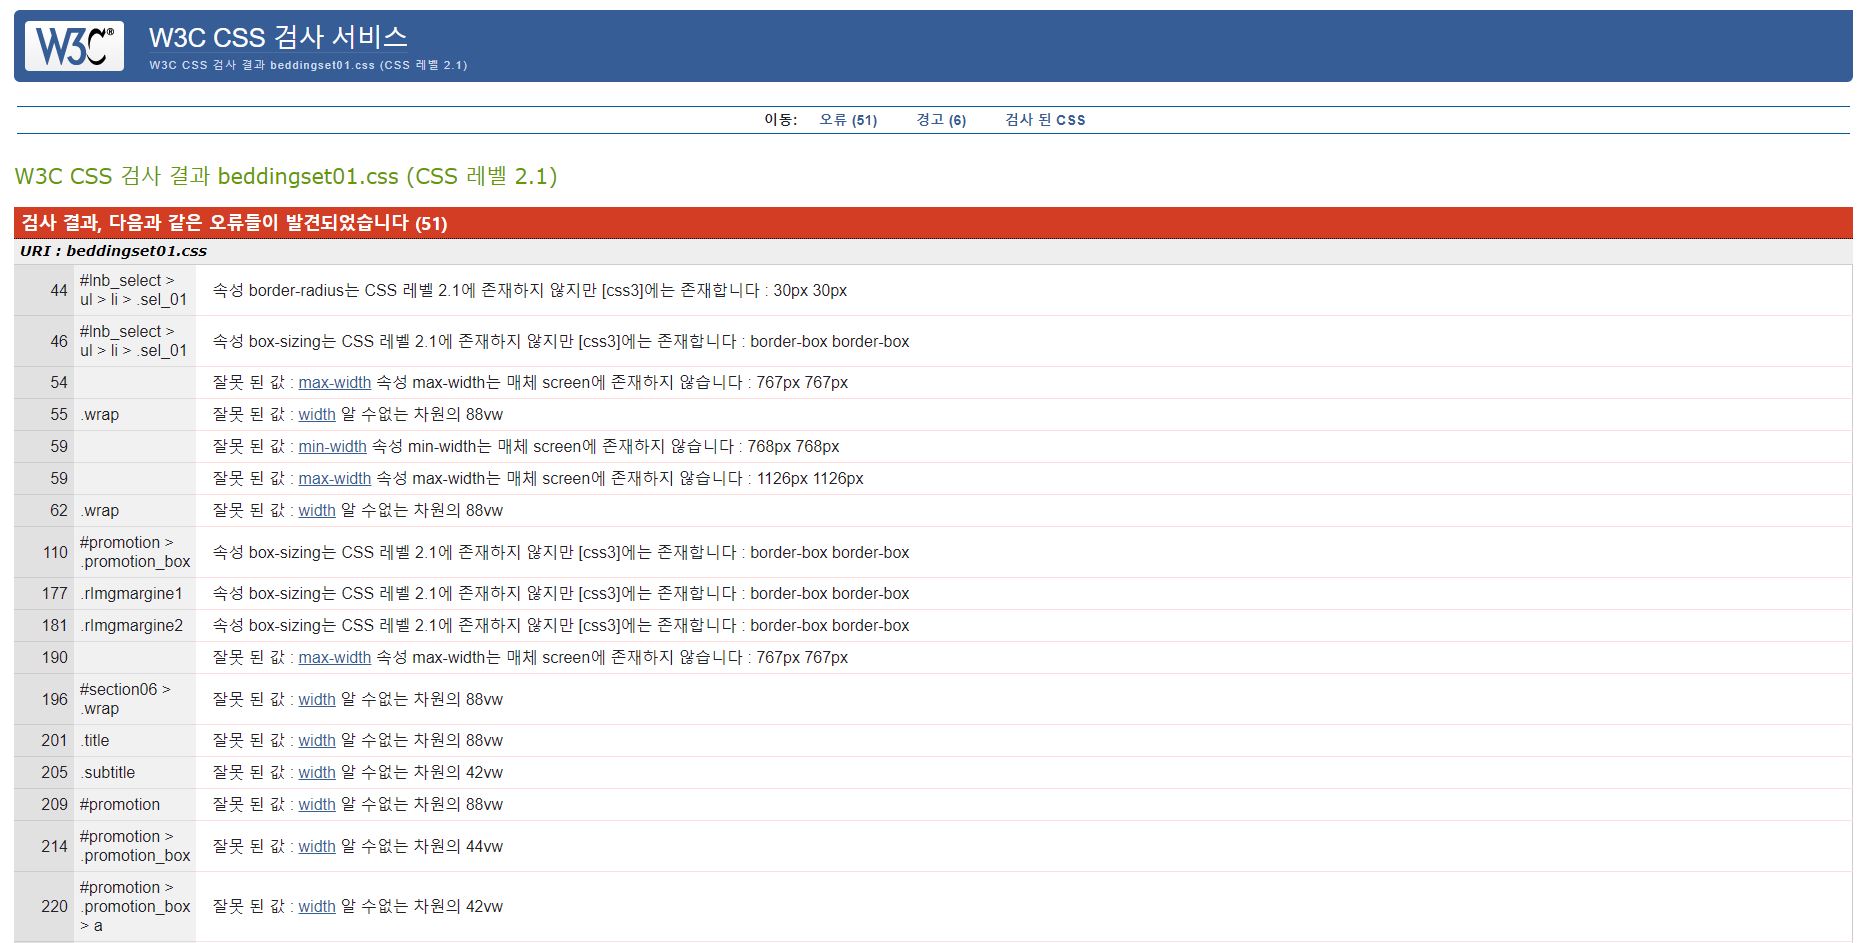 W3C® W3C CSS 검사 서비스
W3C CSS 검사 결과 beddingset01.css (CSS 레벨 2.1)
이동: 오류 (51) 경고 (6) 검사 된 CSS
W3C CSS 검사 결과 beddingset01.css (CSS 레벨 2.1)
검사 결과, 다음과 같은 오류들이 발견되었습니다 (51)
URI : beddingset01.css
44 #lnb_select >
ul > li > .sel_01 속성 border-radius는 CSS 레벨 2.1에 존재하지 않지만 [css3]에는 존재합니다 : 30px 30px
46 #lnb_select >
ul > li > .sel_01 속성 box-sizing는 CSS 레벨 2.1에 존재하지 않지만 [css3]에는 존재합니다 : border-box border-box
54 잘못 된 값 : max-width 속성 max-width는 매체 screen에 존재하지 않습니다 : 767px 767px
55 .wrap 잘못 된 값 : width 알 수없는 차원의 88vw
59 잘못 된 값 : min-width 속성 min-width는 매체 screen에 존재하지 않습니다 : 768px 768px
59 잘못 된 값 : max-width 속성 max-width는 매체 screen에 존재하지 않습니다 : 1126px 1126px
62 .wrap 잘못 된 값 : width 알 수없는 차원의 88vw
110 #promotion >
.promotion_box 속성 box-sizing는 CSS 레벨 2.1에 존재하지 않지만 [css3]에는 존재합니다 : border-box border-box
177 .rImgmargine1 속성 box-sizing는 CSS 레벨 2.1에 존재하지 않지만 [css3]에는 존재합니다 : border-box border-box
181 .rImgmargine2 속성 box-sizing는 CSS 레벨 2.1에 존재하지 않지만 [css3]에는 존재합니다 : border-box border-box
190 잘못 된 값 : max-width 속성 max-width는 매체 screen에 존재하지 않습니다 : 767px 767px
196 #section06 >
.wrap 잘못 된 값 : width 알 수없는 차원의 88vw
201 .title 잘못 된 값 : width 알 수없는 차원의 88vw
205 .subtitle 잘못 된 값 : width 알 수없는 차원의 42vw
209 #promotion 잘못 된 값 : width 알 수없는 차원의 88vw
214 #promotion >
.promotion_box 잘못 된 값 : width 알 수없는 차원의 44vw
220 #promotion >
.promotion_box
> a 잘못 된 값 : width 알 수없는 차원의 42vw